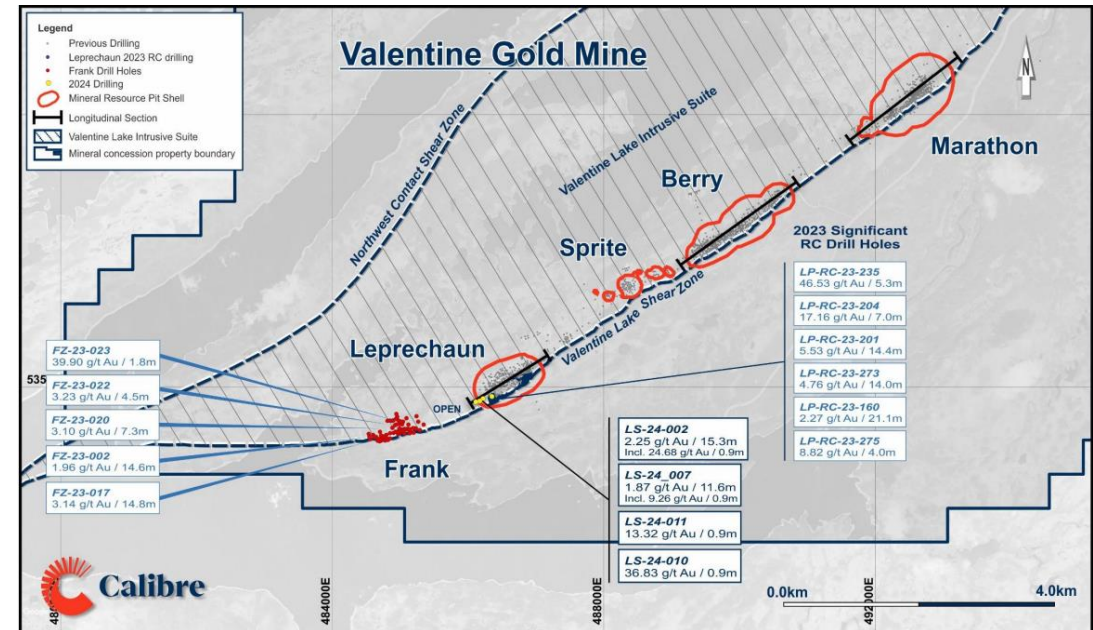 Legend
Previous Drilling
Leprechaun 2023 RC drilling
Frank Drill Holes
2024 Drilling
Mineral Resource Pit Shell
Longitudinal Section
Valentine Lake Intrusive Suite
Mineral concession property boundary
Valentine Gold Mine
N
Northwest Contact Shear Zone
Valentine Lake Intrusive Suite
Marathon
Berry
Sprite
Valentine Lake Shear Zone
Leprechaun
OPEN
Frank
535
2023 Significant
RC Drill Holes
LP-RC-23-235
46.53 g/t Au / 5.3m
LP-RC-23-204
17.16 g/t Au / 7.0m
LP-RC-23-201
5.53 g/t Au / 14.4m
LP-RC-23-273
4.76 g/t Au / 14.0m
LP-RC-23-160
2.27 g/t Au / 21.1m
LP-RC-23-275
8.82 g/t Au / 4.0m
FZ-23-023
39.90 g/t Au / 1.8m
FZ-23-022
3.23 g/t Au / 4.5m
FZ-23-020
3.10 g/t Au / 7.3m
FZ-23-002
1.96 g/t Au / 14.6m
FZ-23-017
3.14 g/t Au / 14.8m
LS-24-002
2.25 g/t Au / 15.3m
Incl. 24.68 g/t Au / 0.9m
LS-24_007
1.87 g/t Au / 11.6m
Incl. 9.26 g/t Au / 0.9m
LS-24-011
13.32 g/t Au / 0.9m
LS-24-010
36.83 g/t Au / 0.9m
Calibre
484000E
488000E
492000E
0.0km
4.0km